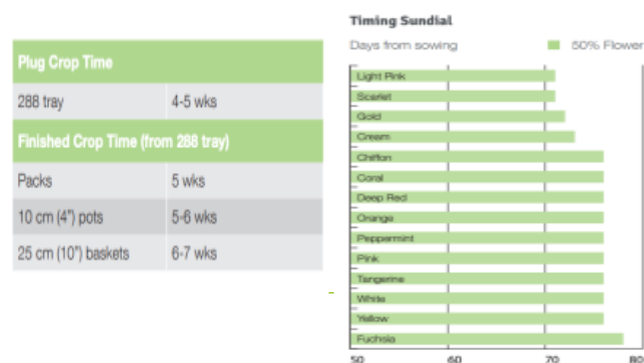 Plug Crop Time
288 tray 4-5 wks
Finished Crop Time (from 288 tray)
Packs 5 wks
10 cm (4") pots 5-6 wks
25 cm (10") baskets 6-7 wks
Timing Sundial
Days from sowing 50% Flower
Light Pink
Scarlet
Gold
Cream
Chiffon
Coral
Deep Red
Orange
Peppermint
Pink
Tangerine
White
Yellow
Fuchsia
50 60 70 80